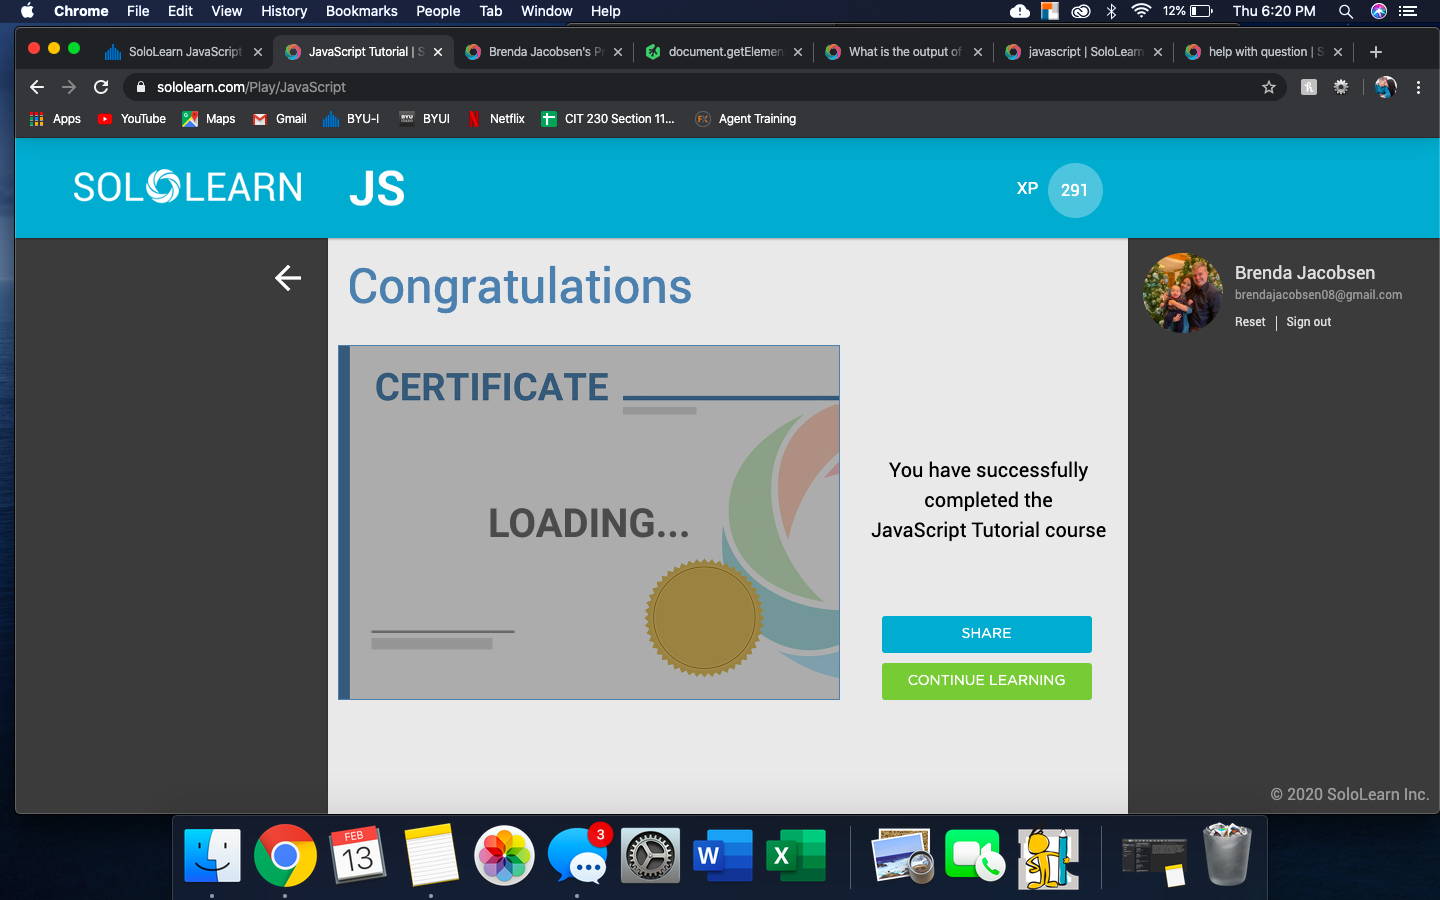 Chrome File Edit View History Bookmarks People Tab Window Help 12% Thu 6:20 PM
SoloLearn JavaScript JavaScript Tutorial | S Brenda Jacobsen's Pr document.getElemen What is the output of javascript | SoloLearn help with question | S
sololearn.com/Play/JavaScript
Apps YouTube Maps Gmail BYU-I BYU BYUI Netflix CIT 230 Section 11... FX Agent Training
SOLOLEARN JS XP 291
Congratulations
Brenda Jacobsen
brendajacobsen08@gmail.com
Reset | Sign out
CERTIFICATE
LOADING...
You have successfully
completed the
JavaScript Tutorial course
SHARE
CONTINUE LEARNING
© 2020 SoloLearn Inc.
FEB
13
3
W
X